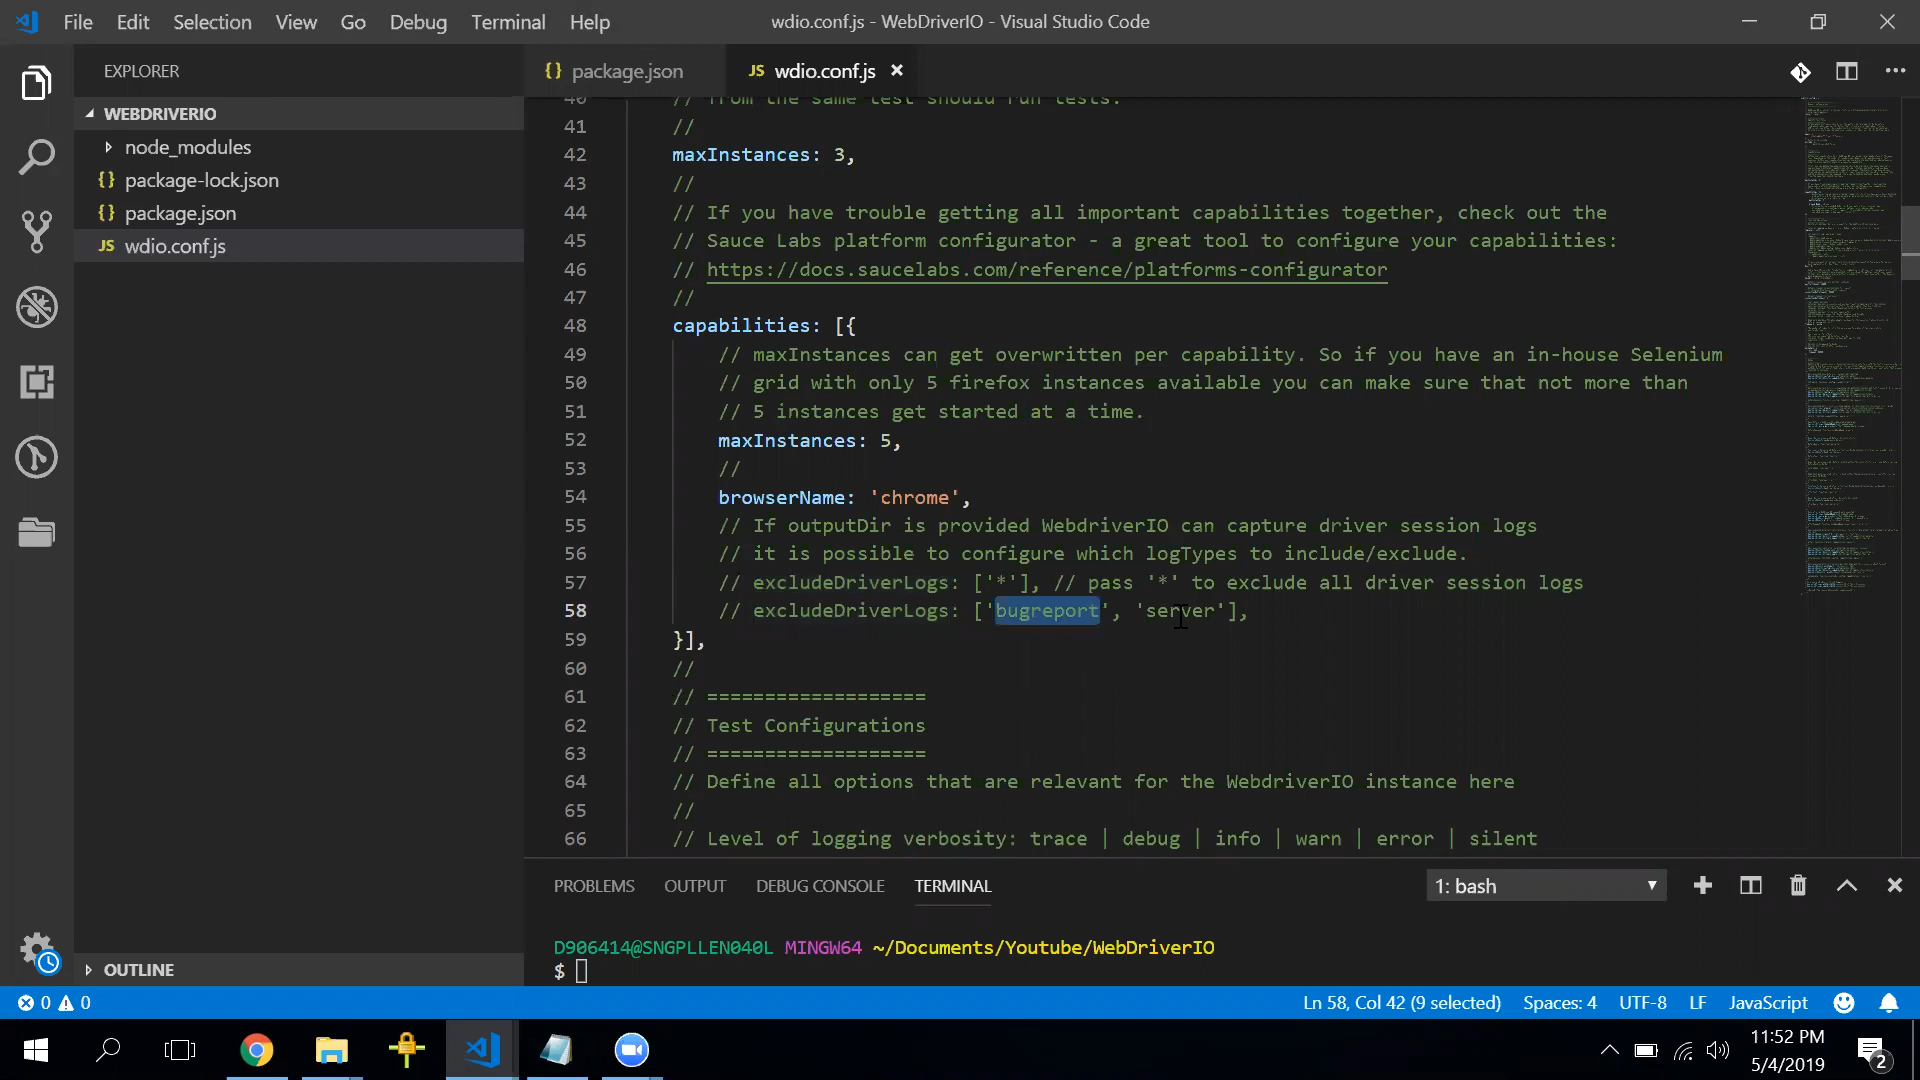 File Edit Selection View Go Debug Terminal Help
wdio.conf.js - WebDriverIO - Visual Studio Code
EXPLORER
WEBDRIVERIO
node_modules
{} package-lock.json
{} package.json
JS wdio.conf.js
OUTLINE
{} package.json
JS wdio.conf.js ×
40 // from the same test should run tests.
41 //
42 maxInstances: 3,
43 //
44 // If you have trouble getting all important capabilities together, check out the
45 // Sauce Labs platform configurator - a great tool to configure your capabilities:
46 // https://docs.saucelabs.com/reference/platforms-configurator
47 //
48 capabilities: [{
49 // maxInstances can get overwritten per capability. So if you have an in-house Selenium
50 // grid with only 5 firefox instances available you can make sure that not more than
51 // 5 instances get started at a time.
52 maxInstances: 5,
53 //
54 browserName: 'chrome',
55 // If outputDir is provided WebdriverIO can capture driver session logs
56 // it is possible to configure which logTypes to include/exclude.
57 // excludeDriverLogs: ['*'], // pass '*' to exclude all driver session logs
58 // excludeDriverLogs: ['bugreport', 'server'],
59 }],
60 //
61 // ===================
62 // Test Configurations
63 // ===================
64 // Define all options that are relevant for the WebdriverIO instance here
65 //
66 // Level of logging verbosity: trace | debug | info | warn | error | silent
PROBLEMS OUTPUT DEBUG CONSOLE TERMINAL
1: bash
D906414@SNGPLLEN040L MINGW64 ~/Documents/Youtube/WebDriverIO
$
0 0
Ln 58, Col 42 (9 selected) Spaces: 4 UTF-8 LF JavaScript
11:52 PM
5/4/2019
2